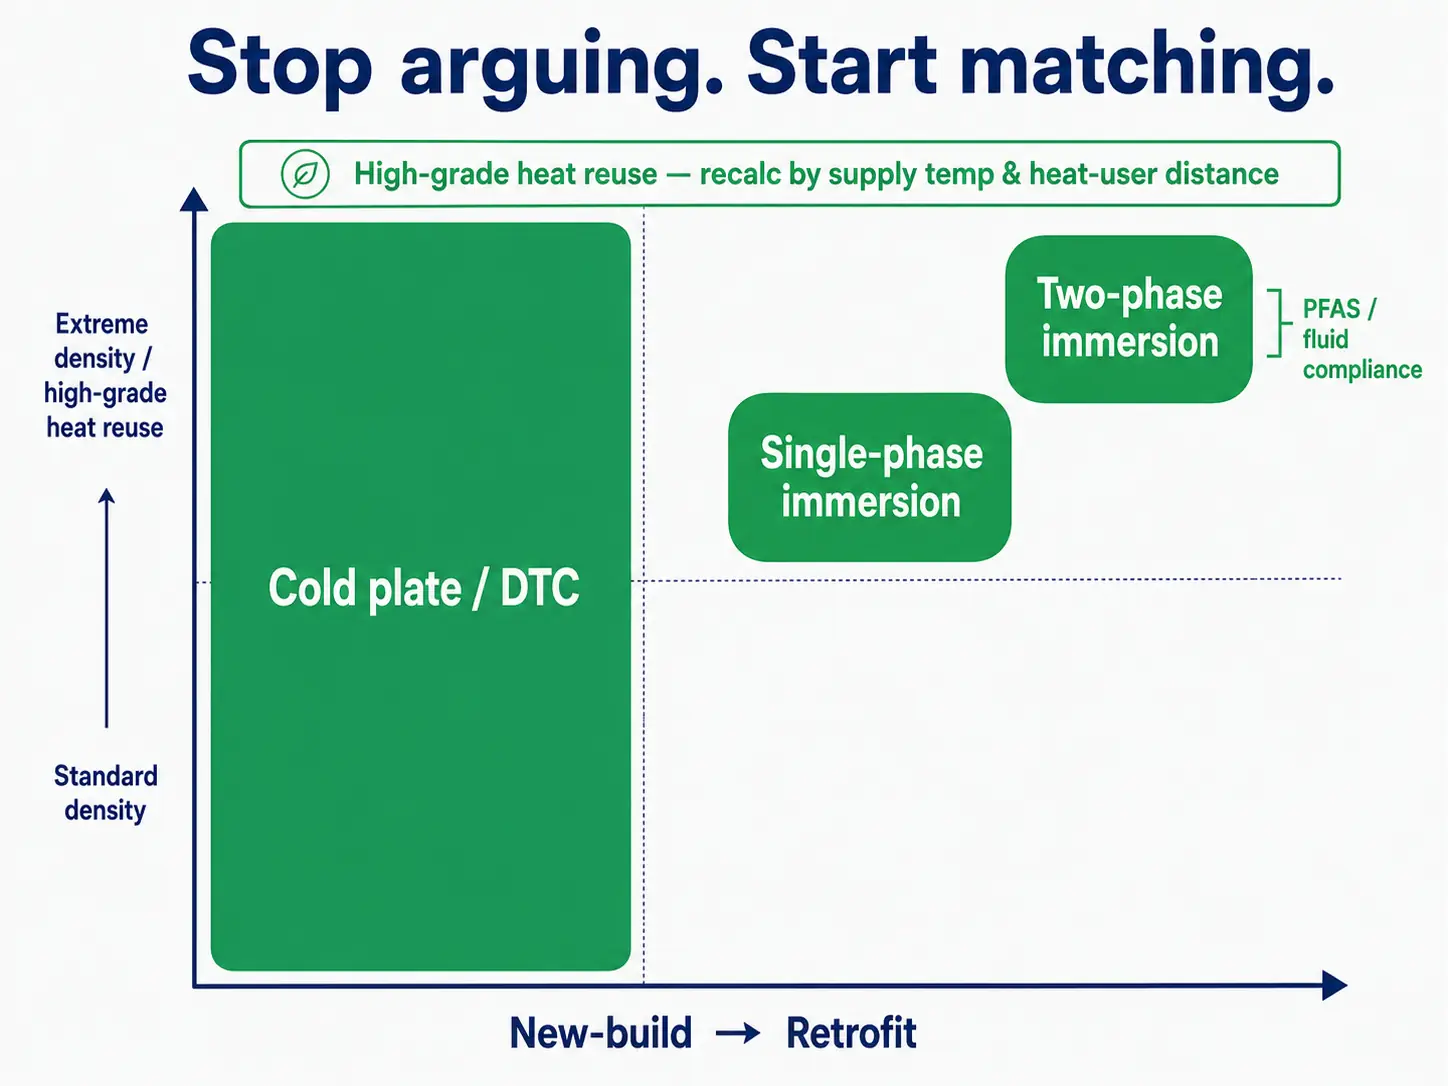 Stop arguing. Start matching.
High-grade heat reuse — recalc by supply temp & heat-user distance
Extreme
density /
high-grade
heat reuse
Standard
density
Cold plate / DTC
Single-phase
immersion
Two-phase
immersion
PFAS /
fluid
compliance
New-build → Retrofit